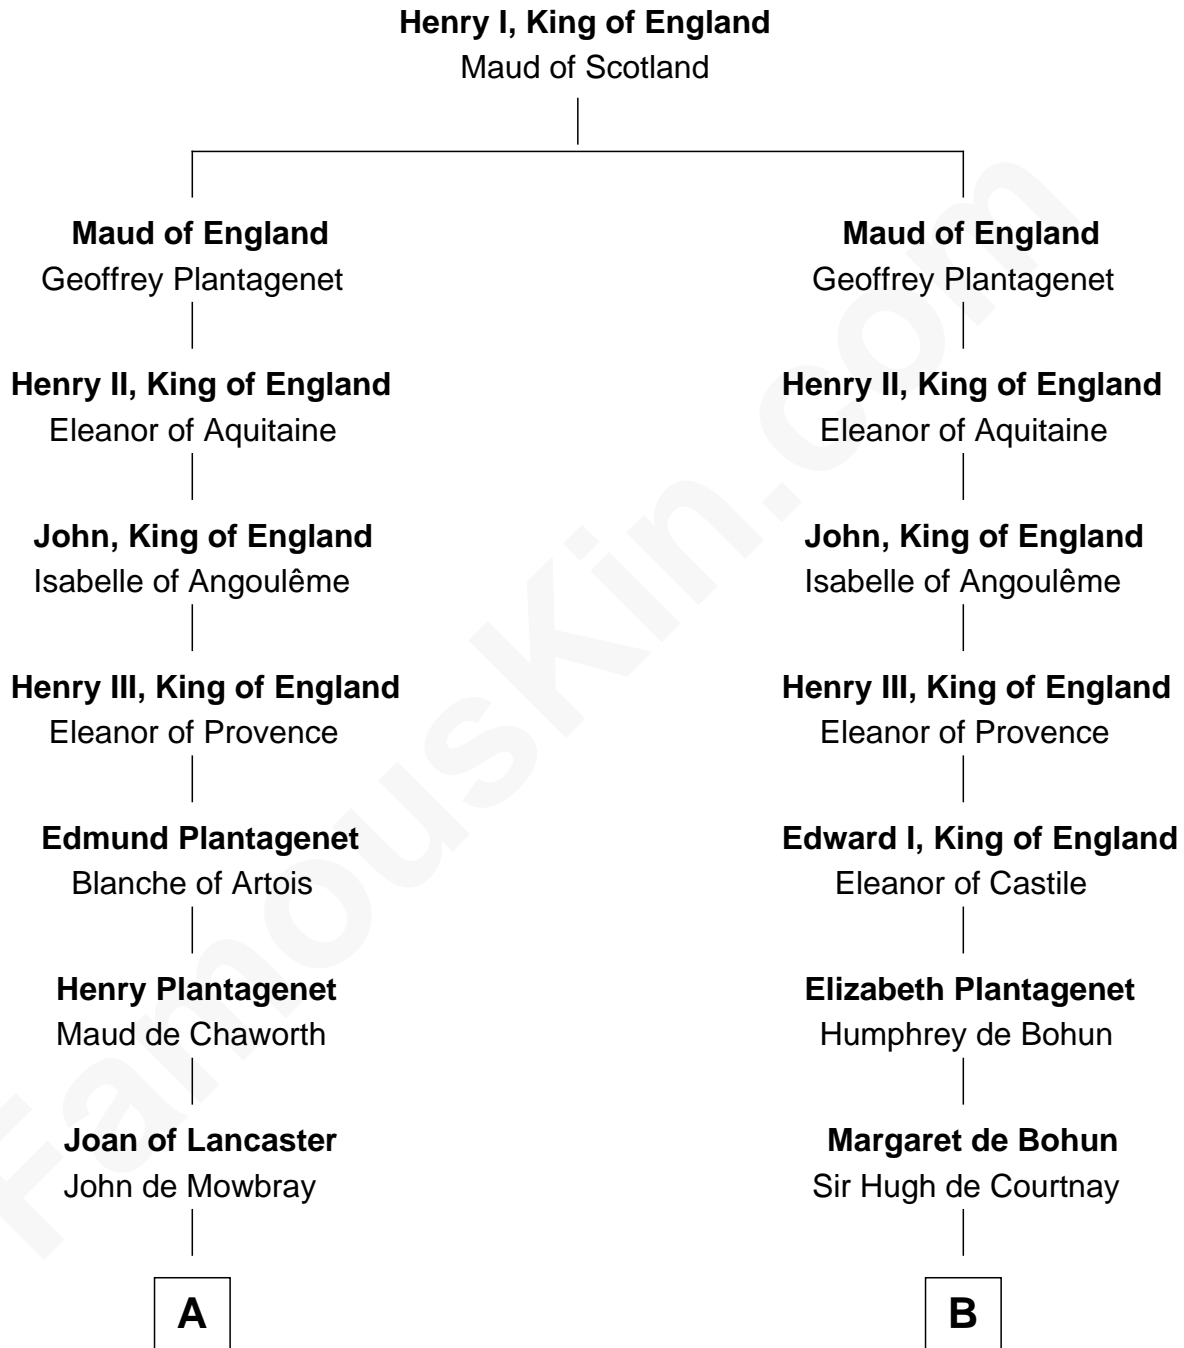 Henry I, King of England
Maud of Scotland
Maud of England
Geoffrey Plantagenet
Henry II, King of England
Eleanor of Aquitaine
John, King of England
Isabelle of Angoulême
Henry III, King of England
Eleanor of Provence
Edmund Plantagenet
Blanche of Artois
Henry Plantagenet
Maud de Chaworth
Joan of Lancaster
John de Mowbray
A
Maud of England
Geoffrey Plantagenet
Henry II, King of England
Eleanor of Aquitaine
John, King of England
Isabelle of Angoulême
Henry III, King of England
Eleanor of Provence
Edward I, King of England
Eleanor of Castile
Elizabeth Plantagenet
Humphrey de Bohun
Margaret de Bohun
Sir Hugh de Courtnay
B
FamousKin.com